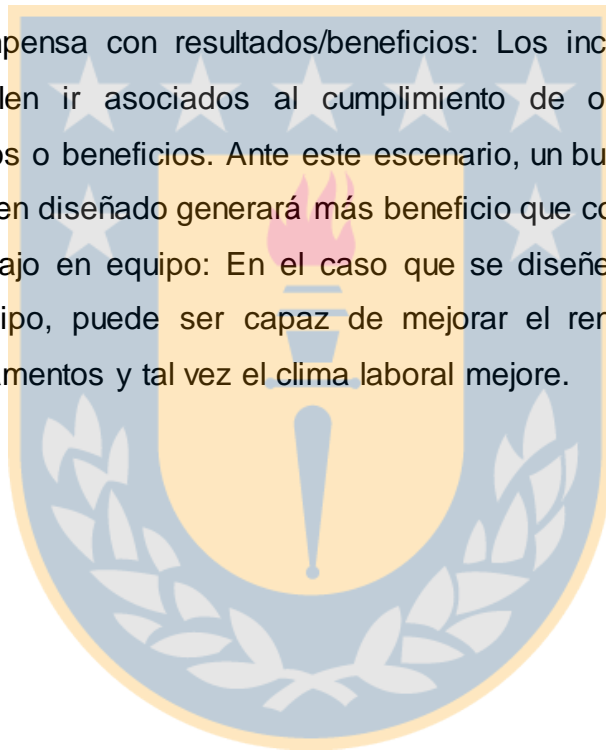 mpensa con resultados/beneficios: Los inc
len ir asociados al cumplimiento de o
os o beneficios. Ante este escenario, un bu
en diseñado generará más beneficio que co
ajo en equipo: En el caso que se diseñe
ipo, puede ser capaz de mejorar el ren
amentos y tal vez el clima laboral mejore.